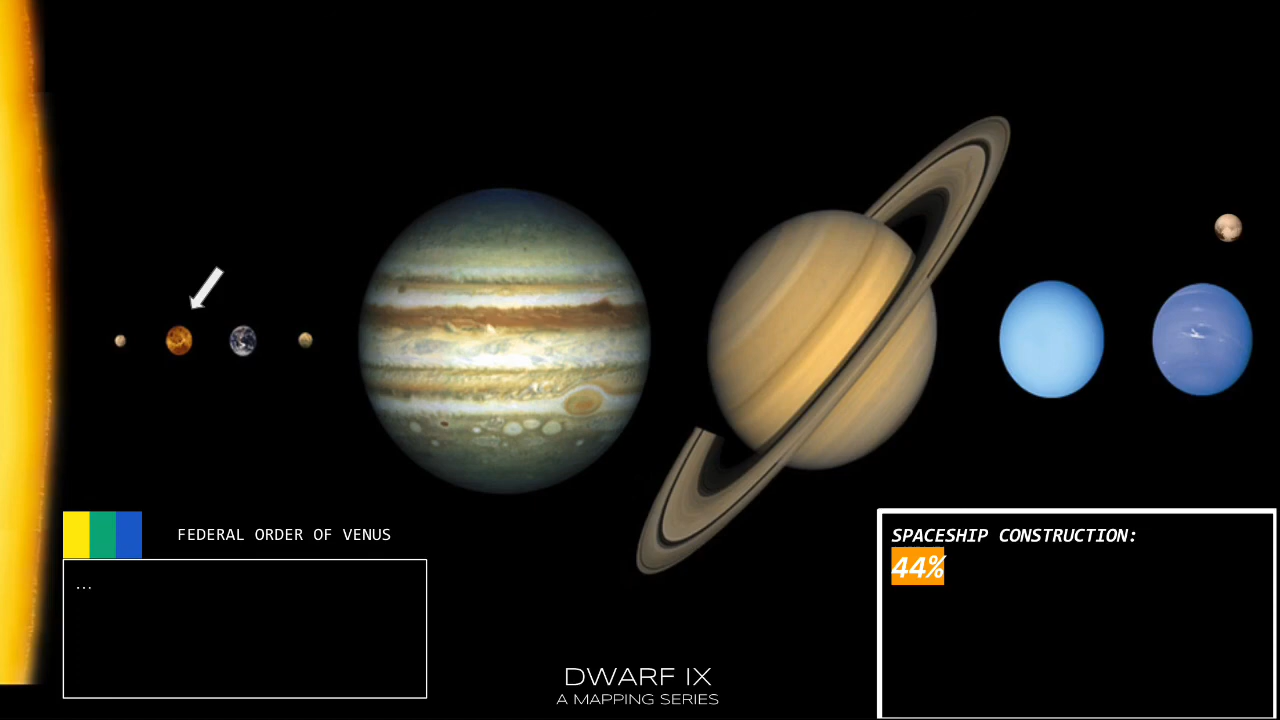 FEDERAL ORDER OF VENUS
...
SPACESHIP CONSTRUCTION:
44%
DWARF IX
A MAPPING SERIES